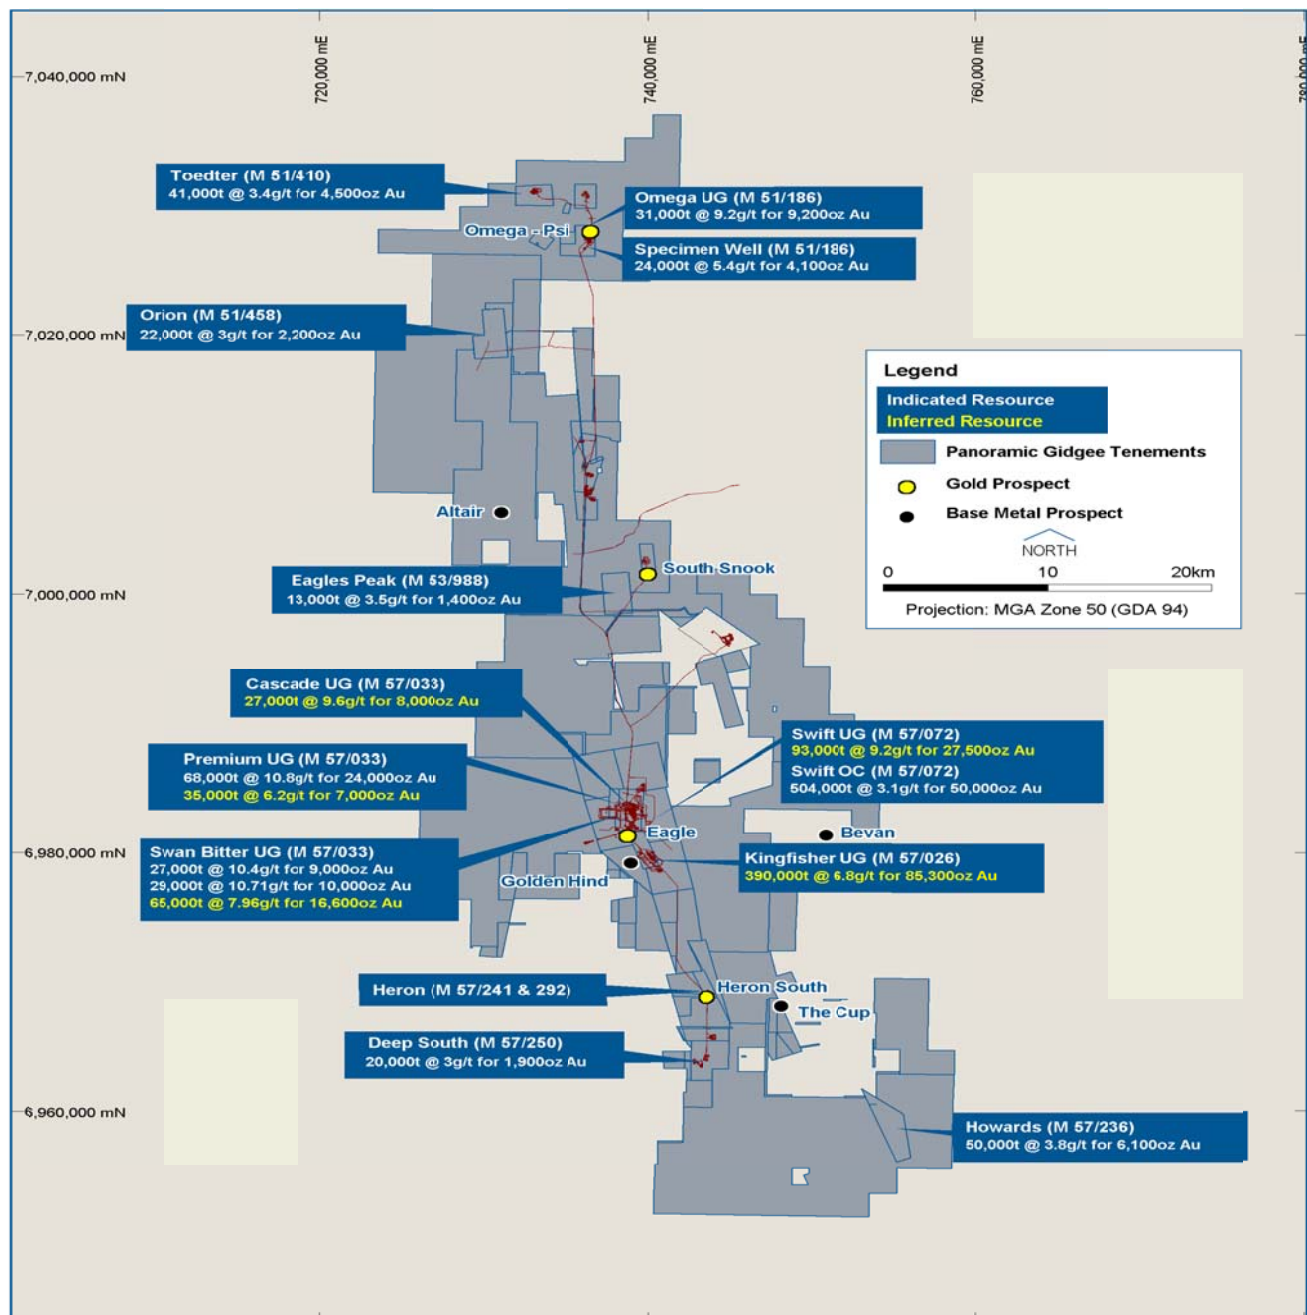 720,000 mE
740,000 mE
760,000 mE
780,000 mE
7,040,000 mN
Toedter (M 51/410)
41,000t @ 3.4g/t for 4,500oz Au
Omega UG (M 51/186)
31,000t @ 9.2g/t for 9,200oz Au
Omega - Psi
Specimen Well (M 51/186)
24,000t @ 5.4g/t for 4,100oz Au
Orion (M 51/458)
22,000t @ 3g/t for 2,200oz Au
7,020,000 mN
Legend
Indicated Resource
Inferred Resource
Panoramic Gidgee Tenements
Gold Prospect
Base Metal Prospect
NORTH
0 10 20km
Projection: MGA Zone 50 (GDA 94)
Altair
South Snook
Eagles Peak (M 53/988)
13,000t @ 3.5g/t for 1,400oz Au
7,000,000 mN
Cascade UG (M 57/033)
27,000t @ 9.6g/t for 8,000oz Au
Swift UG (M 57/072)
93,000t @ 9.2g/t for 27,500oz Au
Swift OC (M 57/072)
504,000t @ 3.1g/t for 50,000oz Au
Premium UG (M 57/033)
68,000t @ 10.8g/t for 24,000oz Au
35,000t @ 6.2g/t for 7,000oz Au
Eagle
Bevan
6,980,000 mN
Swan Bitter UG (M 57/033)
27,000t @ 10.4g/t for 9,000oz Au
29,000t @ 10.71g/t for 10,000oz Au
65,000t @ 7.96g/t for 16,600oz Au
Kingfisher UG (M 57/026)
390,000t @ 6.8g/t for 85,300oz Au
Golden Hind
Heron (M 57/241 & 292)
Heron South
The Cup
Deep South (M 57/250)
20,000t @ 3g/t for 1,900oz Au
6,960,000 mN
Howards (M 57/236)
50,000t @ 3.8g/t for 6,100oz Au